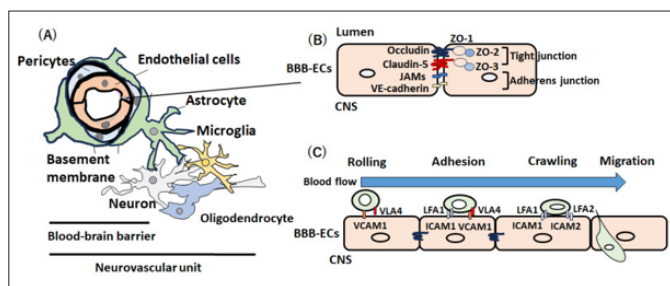 (A)
Pericytes
Endothelial cells
Astrocyte
Microglia
Basement
membrane
Neuron
Oligodendrocyte
Blood-brain barrier
Neurovascular unit
(B)
Lumen
ZO-1
Occludin
ZO-2
Claudin-5
Tight junction
ZO-3
BBB-ECs
JAMs
Adherens junction
VE-cadherin
CNS
(C)
Rolling Adhesion Crawling Migration
Blood flow
VLA4 LFA1 VLA4 LFA1 LFA2
VCAM1 ICAM1 VCAM1 ICAM1 ICAM2
BBB-ECs
CNS